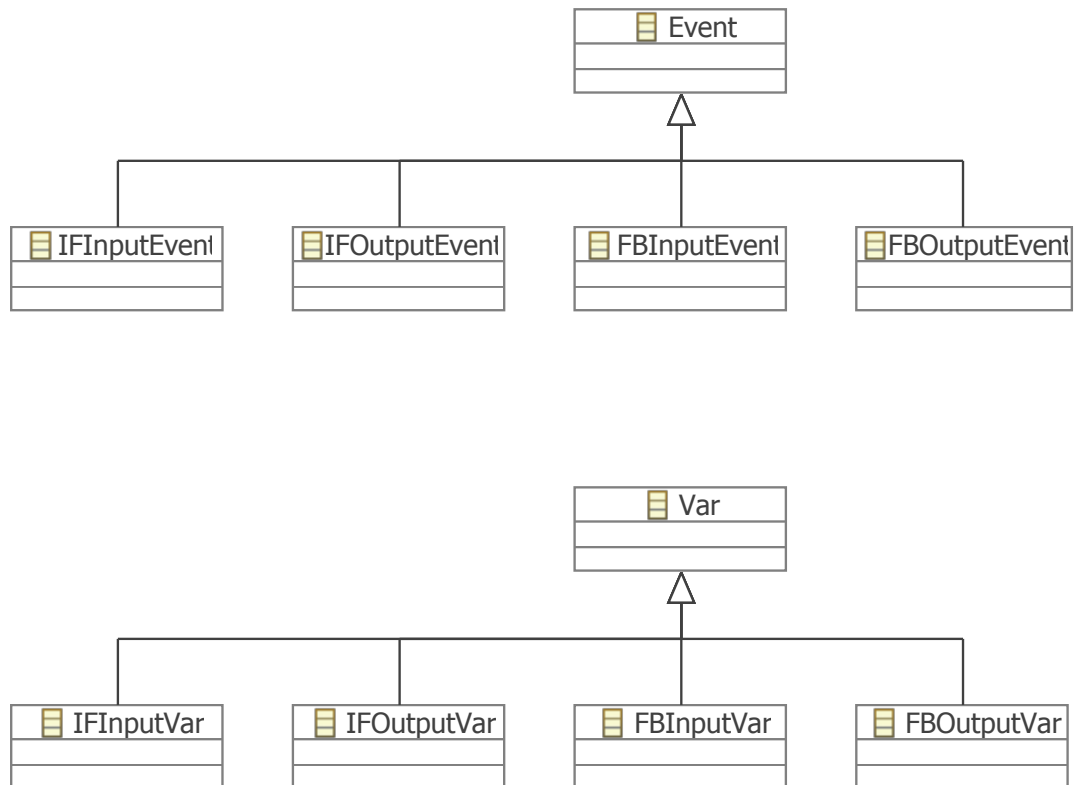 Event
IFInputEvent
IFOutputEvent
FBInputEvent
FBOutputEvent
Var
IFInputVar
IFOutputVar
FBInputVar
FBOutputVar